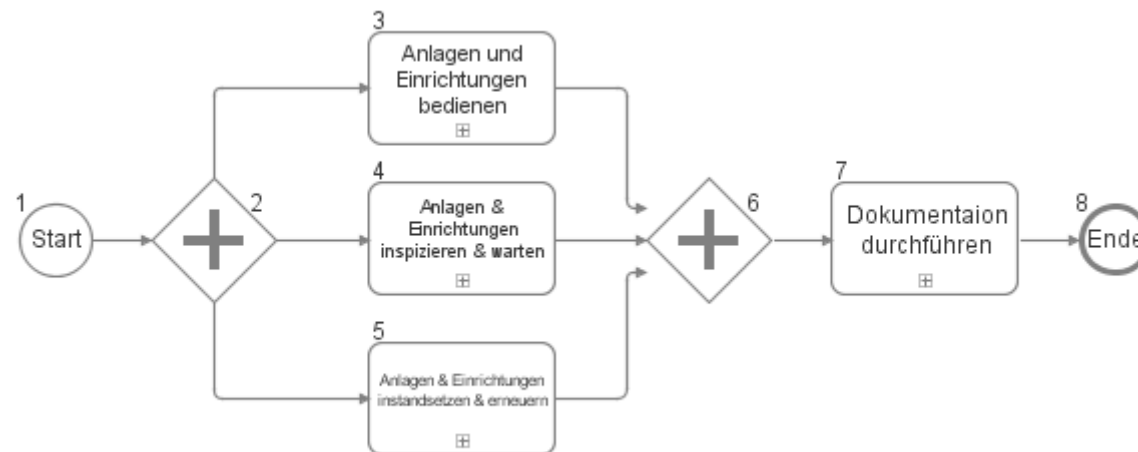 1
Start
2
3
Anlagen und
Einrichtungen
bedienen
4
Anlagen &
Einrichtungen
inspizieren & warten
5
Anlagen & Einrichtungen
instandsetzen & erneuern
6
7
Dokumentaion
durchführen
8
Ende